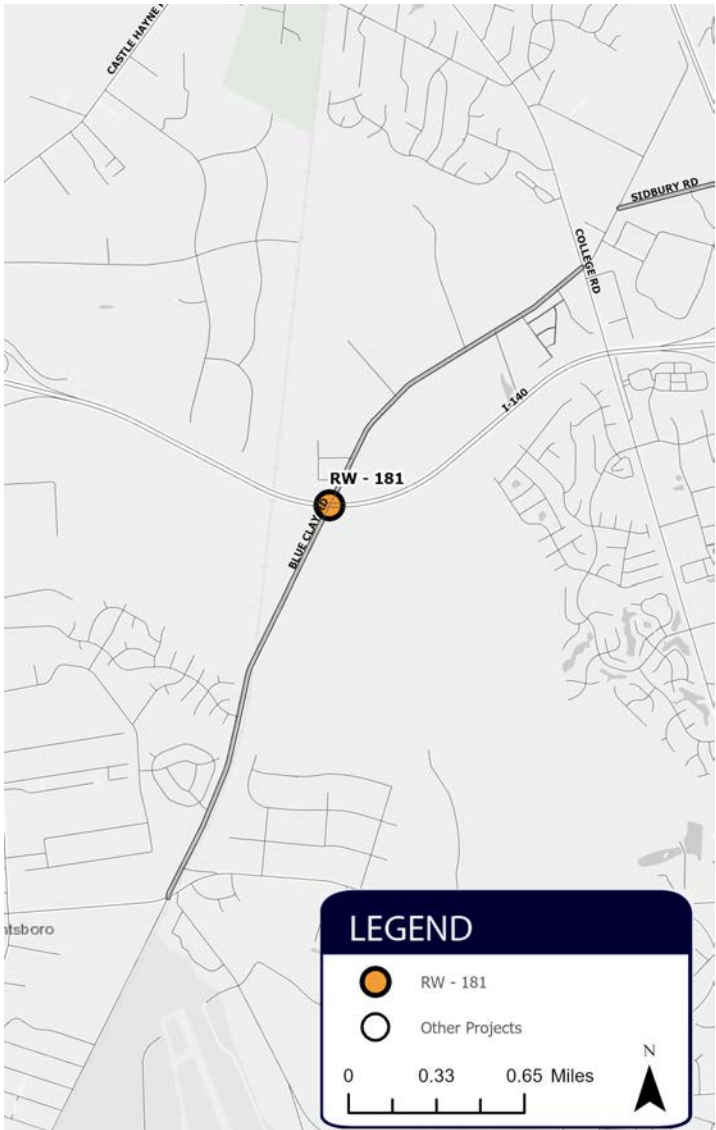 CASTLE HAYNE
SIDBURY RD
COLLEGE RD
I-140
RW - 181
BLUE CLAY RD
ntsboro
LEGEND
RW - 181
Other Projects
N
0 0.33 0.65 Miles